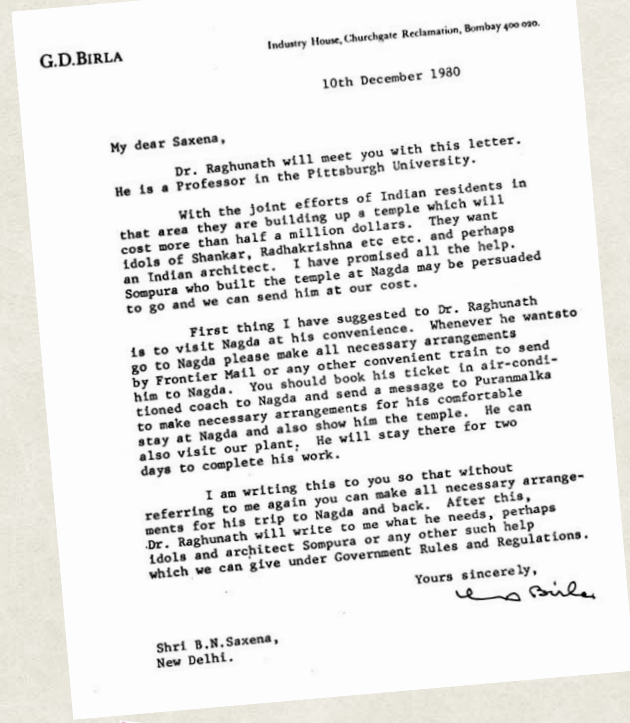 G.D.BIRLA
Industry House, Churchgate Reclamation, Bombay 400 020.
10th December 1980
My dear Saxena,
Dr. Raghunath will meet you with this letter.
He is a Professor in the Pittsburgh University.
With the joint efforts of Indian residents in
that area they are building up a temple which will
cost more than half a million dollars. They want
idols of Shankar, Radhakrishna etc etc. and perhaps
an Indian architect. I have promised all the help.
Sompura who built the temple at Nagda may be persuaded
to go and we can send him at our cost.
First thing I have suggested to Dr. Raghunath
is to visit Nagda at his convenience. Whenever he wantsto
go to Nagda please make all necessary arrangements
by Frontier Mail or any other convenient train to send
him to Nagda. You should book his ticket in air-condi-
tioned coach to Nagda and send a message to Puranmalka
to make necessary arrangements for his comfortable
stay at Nagda and also show him the temple. He can
also visit our plant. He will stay there for two
days to complete his work.
I am writing this to you so that without
referring to me again you can make all necessary arrange-
ments for his trip to Nagda and back. After this,
Dr. Raghunath will write to me what he needs, perhaps
idols and architect Sompura or any other such help
which we can give under Government Rules and Regulations.
Yours sincerely,
Birla
Shri B.N.Saxena,
New Delhi.